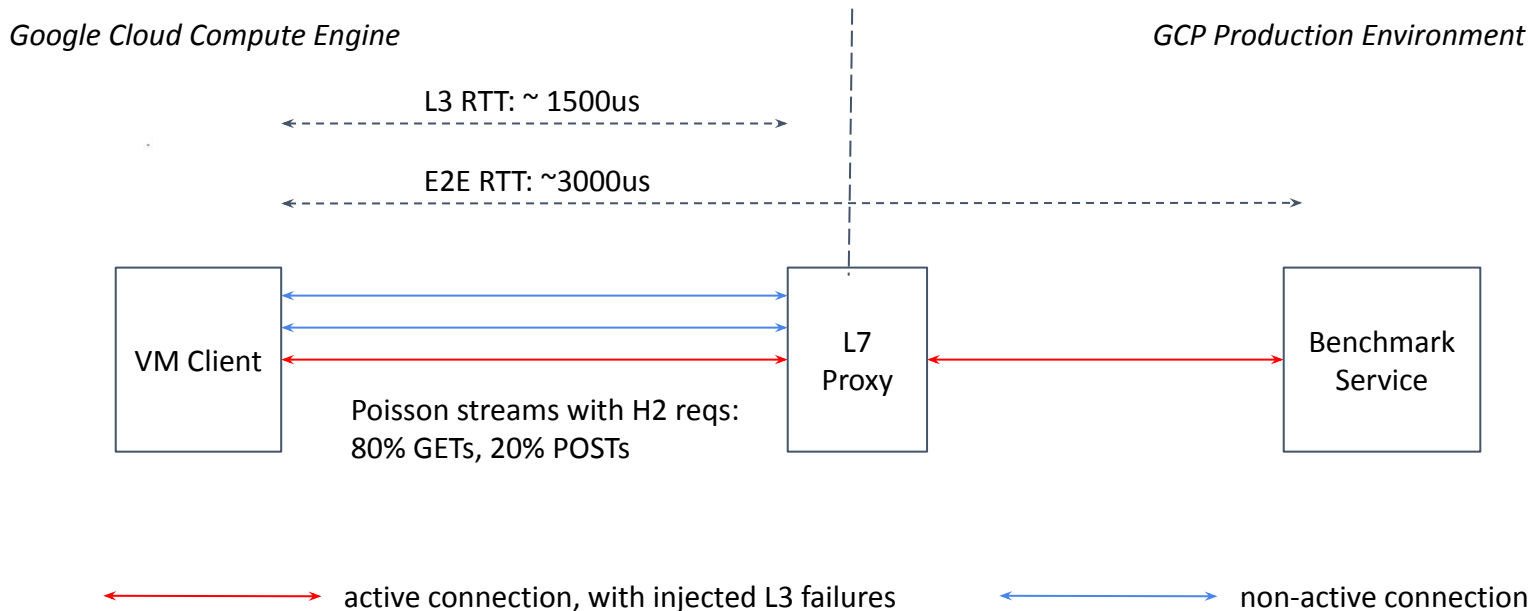 Google Cloud Compute Engine
GCP Production Environment
L3 RTT: ~ 1500us
E2E RTT: ~3000us
VM Client
L7
Proxy
Benchmark
Service
Poisson streams with H2 reqs:
80% GETs, 20% POSTs
active connection, with injected L3 failures
non-active connection